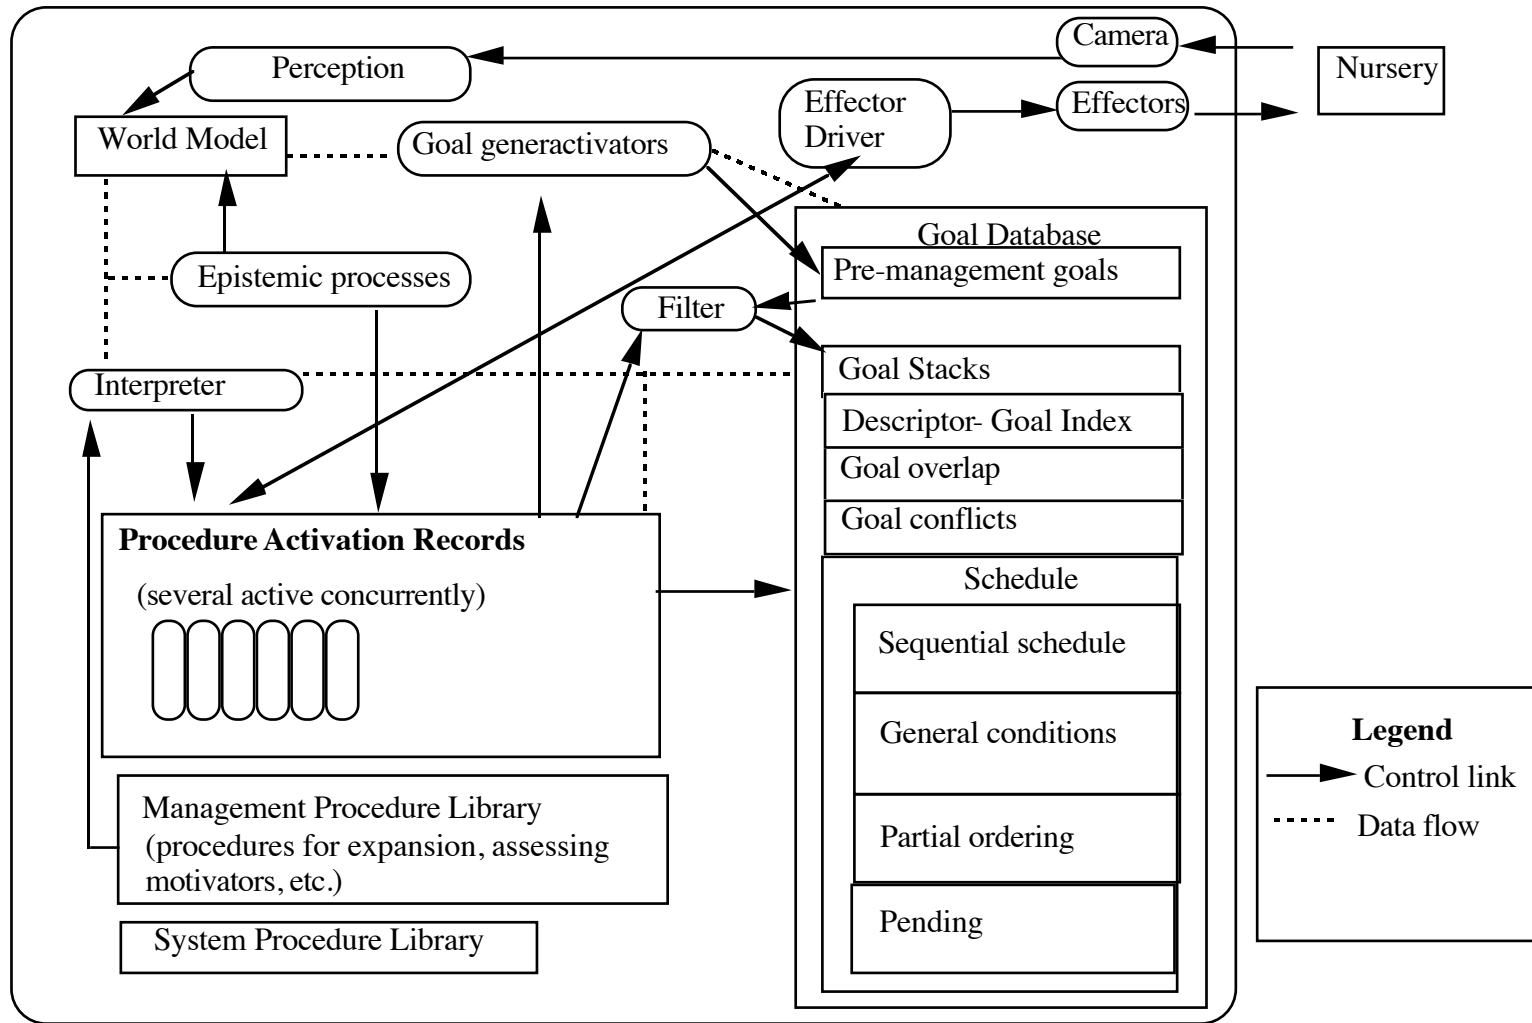 Camera
Nursery
Perception
Effector
Driver
Effectors
World Model
Goal generactivators
Goal Database
Pre-management goals
Epistemic processes
Filter
Goal Stacks
Interpreter
Descriptor- Goal Index
Goal overlap
Goal conflicts
Procedure Activation Records
(several active concurrently)
Schedule
Sequential schedule
General conditions
Partial ordering
Pending
Management Procedure Library
(procedures for expansion, assessing
motivators, etc.)
System Procedure Library
Legend
Control link
Data flow